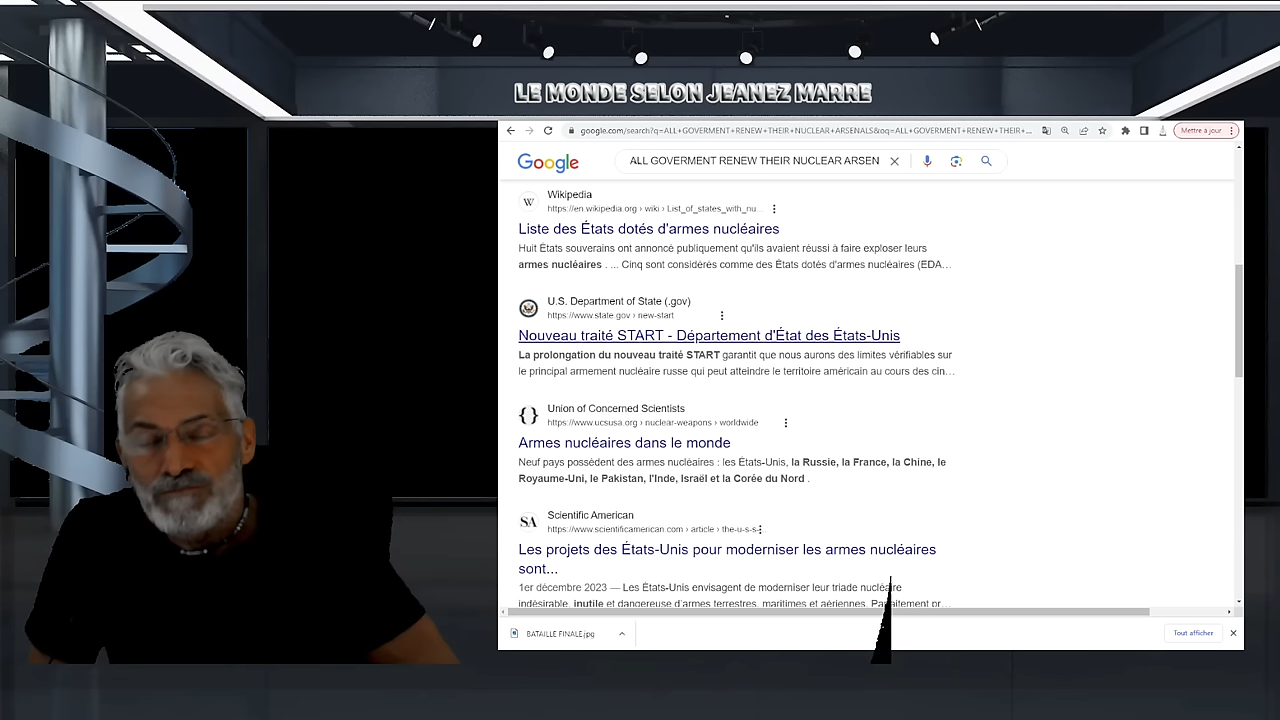 LE MONDE SELON JEANEZ MARRE
google.com/search?q=ALL+GOVERMENT+RENEW+THEIR+NUCLEAR+ARSENALS&oq=ALL+GOVERMENT+RENEW+THEIR+...
Mettre à jour
Google
ALL GOVERMENT RENEW THEIR NUCLEAR ARSEN
Wikipedia
https://en.wikipedia.org › wiki › List_of_states_with_nu...
Liste des États dotés d'armes nucléaires
Huit États souverains ont annoncé publiquement qu'ils avaient réussi à faire exploser leurs
armes nucléaires . ... Cinq sont considérés comme des États dotés d'armes nucléaires (EDA...
U.S. Department of State (.gov)
https://www.state.gov › new-start
Nouveau traité START - Département d'État des États-Unis
La prolongation du nouveau traité START garantit que nous aurons des limites vérifiables sur
le principal armement nucléaire russe qui peut atteindre le territoire américain au cours des cin...
Union of Concerned Scientists
https://www.ucsusa.org › nuclear-weapons › worldwide
Armes nucléaires dans le monde
Neuf pays possèdent des armes nucléaires : les États-Unis, la Russie, la France, la Chine, le
Royaume-Uni, le Pakistan, l'Inde, Israël et la Corée du Nord .
SA
Scientific American
https://www.scientificamerican.com › article › the-u-s-s
Les projets des États-Unis pour moderniser les armes nucléaires
sont...
1er décembre 2023 — Les États-Unis envisagent de moderniser leur triade nucléaire
indésirable, inutile et dangereuse d'armes terrestres, maritimes et aériennes. Parfaitement pr...
BATAILLE FINALE.jpg
Tout afficher